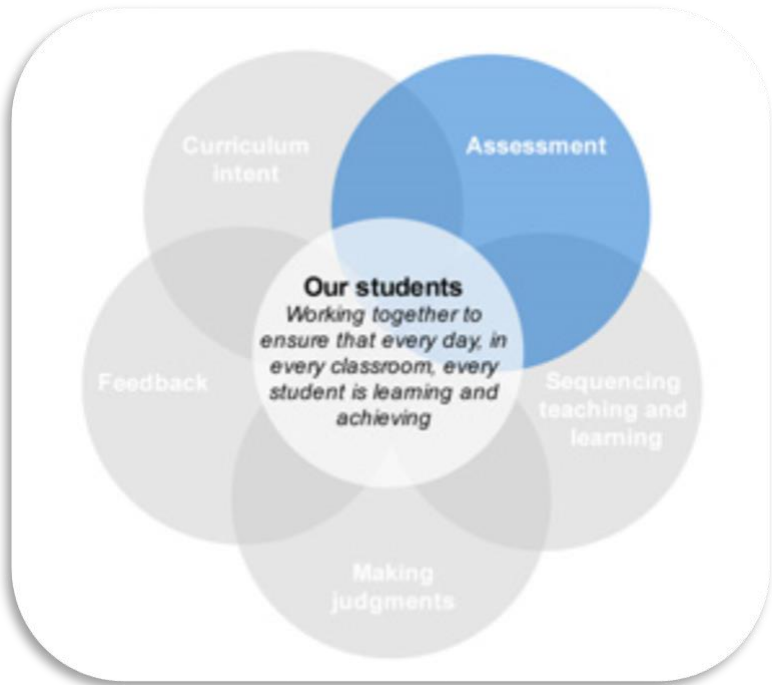 Curriculum
intent
Assessment
Our students
Working together to
ensure that every day, in
every classroom, every
student is learning and
achieving
Feedback
Sequencing
teaching and
learning
Making
judgments